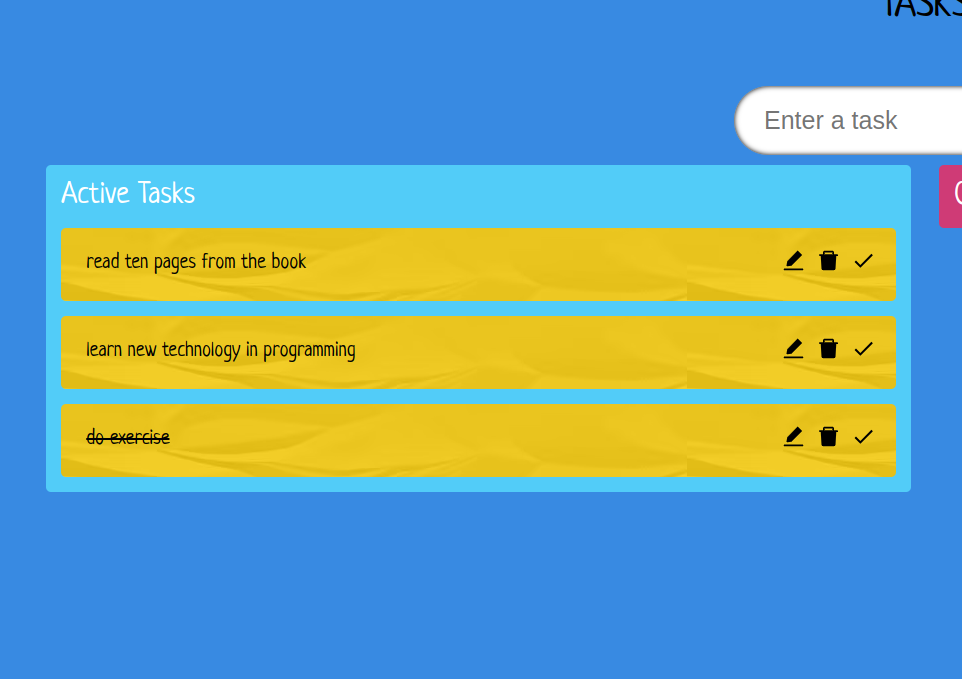 TASKS
Enter a task
Active Tasks
read ten pages from the book
learn new technology in programming
do exercise